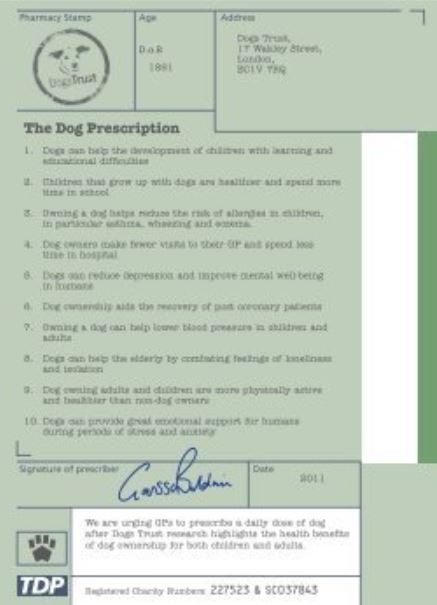 Pharmacy Stamp
Age
Address
DogsTrust
D.o.B
1891
Dogs Trust,
17 Wakley Street,
London,
EC1V 7RQ
The Dog Prescription
1. Dogs can help the development of children with learning and
educational difficulties
2. Children that grow up with dogs are healthier and spend more
time in school
3. Owning a dog helps reduce the risk of allergies in children,
in particular asthma, wheezing and eczema.
4. Dog owners make fewer visits to their GP and spend less
time in hospital
5. Dogs can reduce depression and improve mental well-being
in humans
6. Dog ownership aids the recovery of post coronary patients
7. Owning a dog can help lower blood pressure in children and
adults
8. Dogs can help the elderly by combating feelings of loneliness
and isolation
9. Dog owning adults and children are more physically active
and healthier than non-dog owners
10. Dogs can provide great emotional support for humans
during periods of stress and anxiety
Signature of prescriber
Date
2011
We are urging GPs to prescribe a daily dose of dog
after Dogs Trust research highlights the health benefits
of dog ownership for both children and adults.
TDP
Registered Charity Numbers: 227523 & SC037843